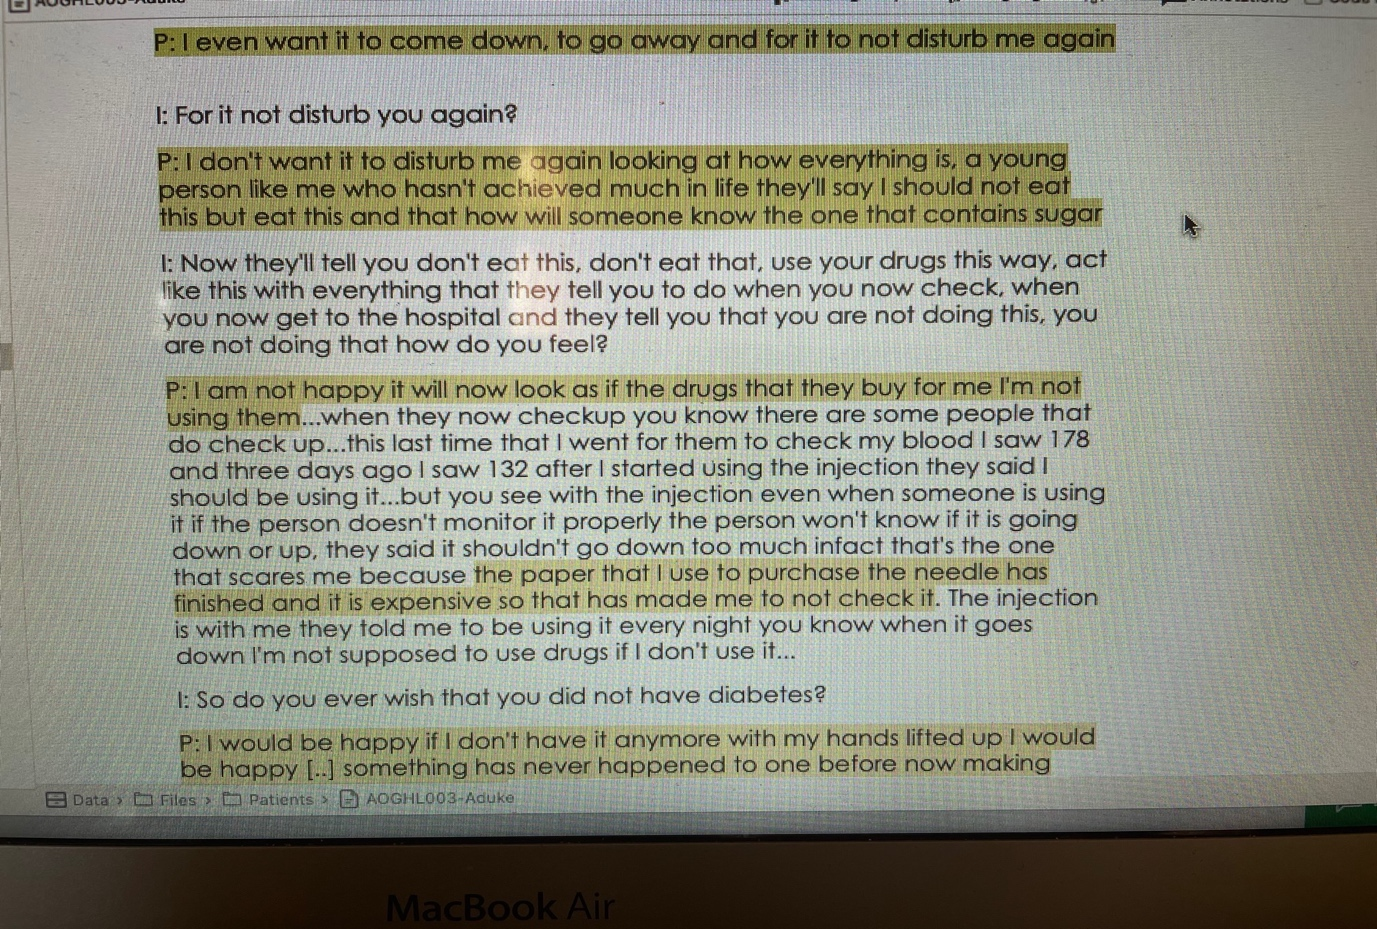 P: I even want it to come down, to go away and for it to not disturb me again
I: For it not disturb you again?
P: I don't want it to disturb me again looking at how everything is, a young
person like me who hasn't achieved much in life they'll say I should not eat
this but eat this and that how will someone know the one that contains sugar
I: Now they'll tell you don't eat this, don't eat that, use your drugs this way, act
like this with everything that they tell you to do when you now check, when
you now get to the hospital and they tell you that you are not doing this, you
are not doing that how do you feel?
P: I am not happy it will now look as if the drugs that they buy for me I'm not
using them...when they now checkup you know there are some people that
do check up...this last time that I went for them to check my blood I saw 178
and three days ago I saw 132 after I started using the injection they said I
should be using it...but you see with the injection even when someone is using
it if the person doesn't monitor it properly the person won't know if it is going
down or up, they said it shouldn't go down too much infact that's the one
that scares me because the paper that I use to purchase the needle has
finished and it is expensive so that has made me to not check it. The injection
is with me they told me to be using it every night you know when it goes
down I'm not supposed to use drugs if I don't use it...
I: So do you ever wish that you did not have diabetes?
P: I would be happy if I don't have it anymore with my hands lifted up I would
be happy [..] something has never happened to one before now making
Data > Files > Patients > AOGHL003-Aduke
MacBook Air